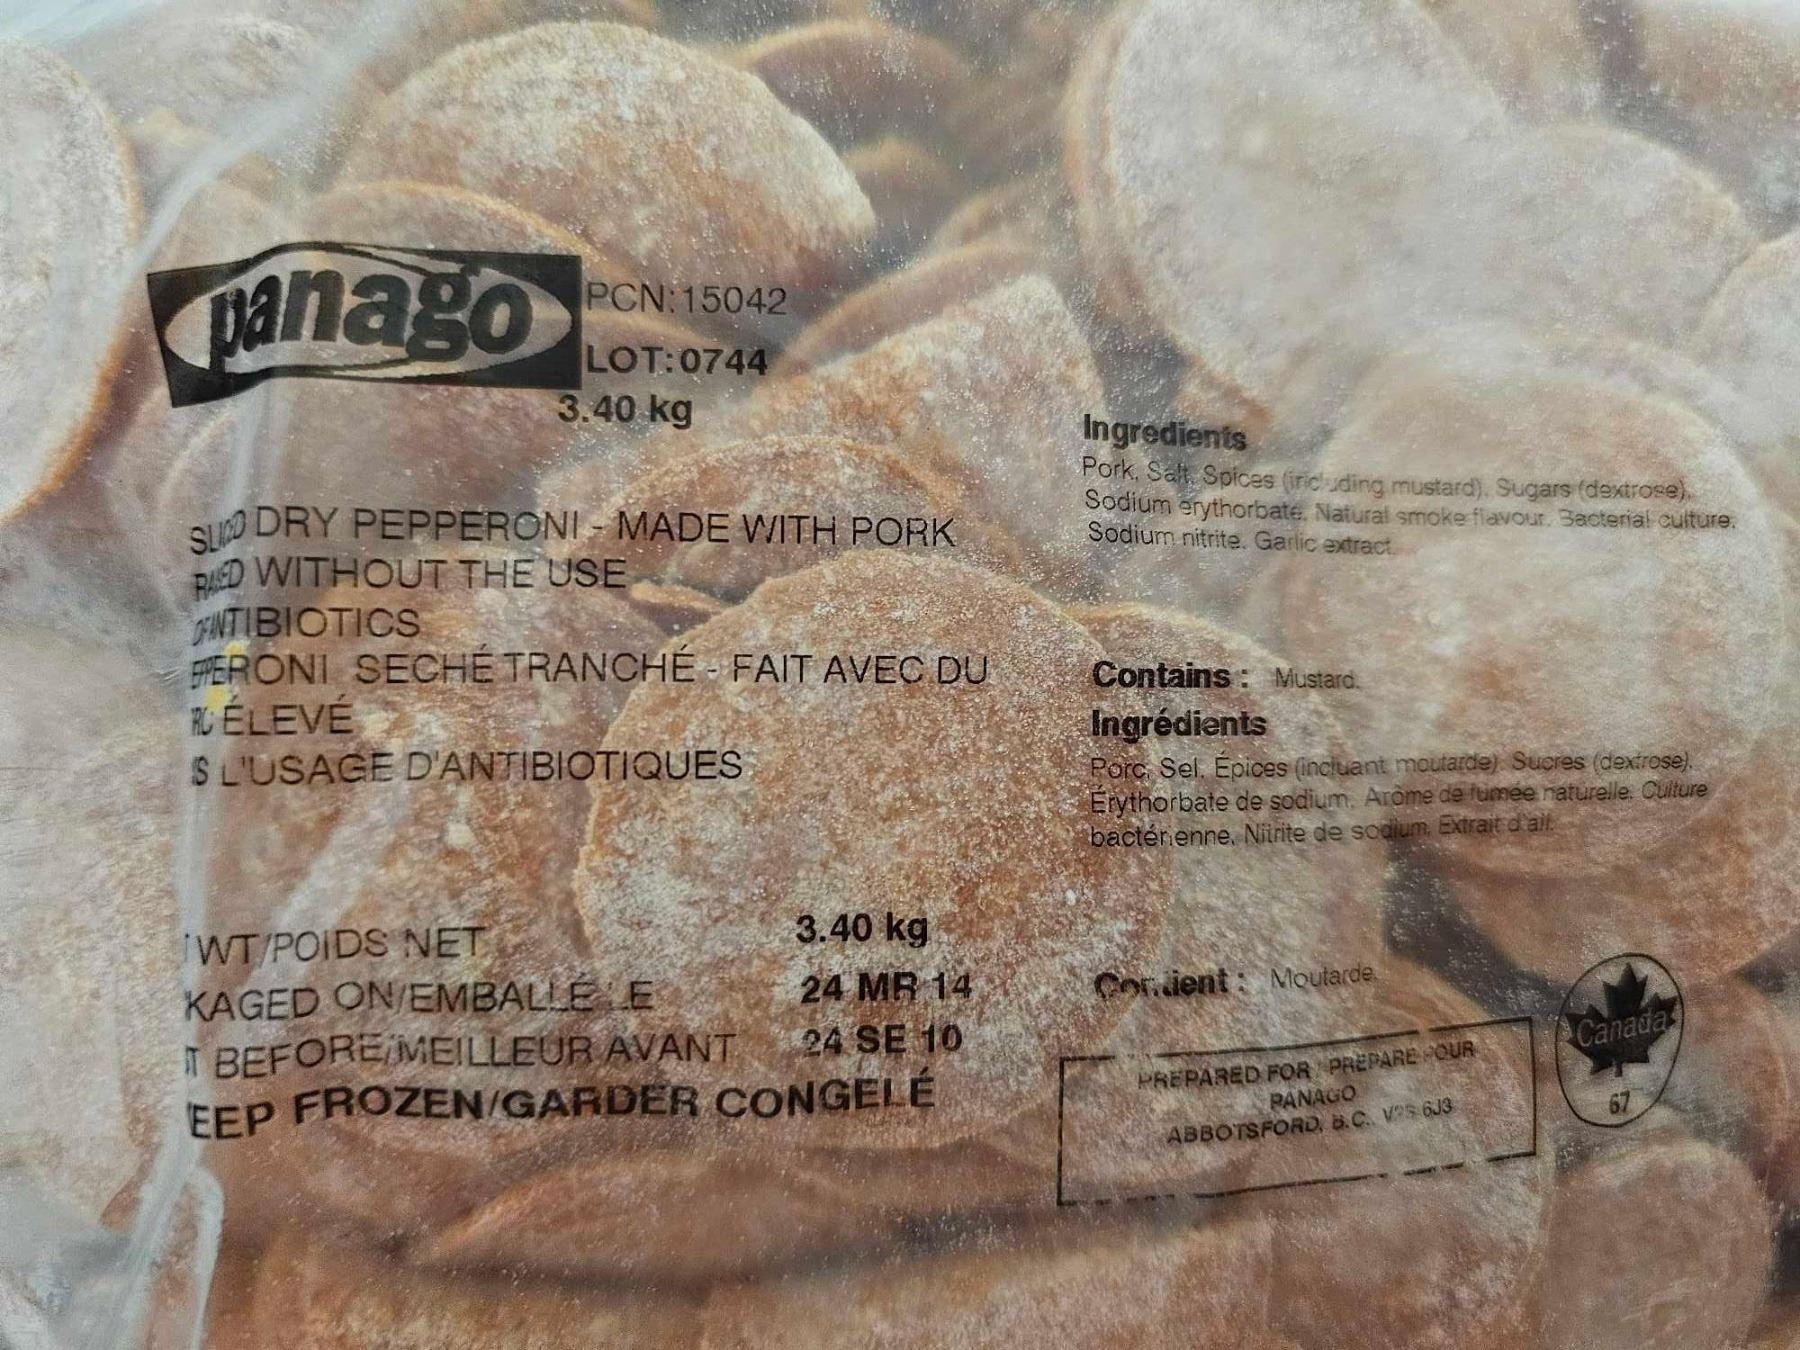 panago
PCN:15042
LOT:0744
3.40 kg
DRY PEPPERONI - MADE WITH PORK
WITHOUT THE USE
SECHÉ TRANCHÉ - FAIT AVEC DU
ÉLEVÉ
L'USAGE D'ANTIBIOTIQUES
WT/POIDS NET 3.40 kg
KAGED ON/EMBALLÉ LE 24 MR 14
BEFORE/MEILLEUR AVANT 24 SE 10
EEP FROZEN/GARDER CONGELÉ
Ingredients
Pork, Salt, Spices (including mustard), Sugars (dextrose),
Sodium erythorbate, Natural smoke flavour, Bacterial culture,
Sodium nitrite, Garlic extract.
Contains : Mustard.
Ingrédients
Porc, Sel, Épices (incluant moutarde), Sucres (dextrose),
Érythorbate de sodium, Arôme de fumée naturelle, Culture
bactérienne, Nitrite de sodium, Extrait d'ail.
Contient : Moutarde.
PREPARED FOR / PRÉPARÉ POUR
PANAGO
ABBOTSFORD, B.C. 6J3
Canada
67